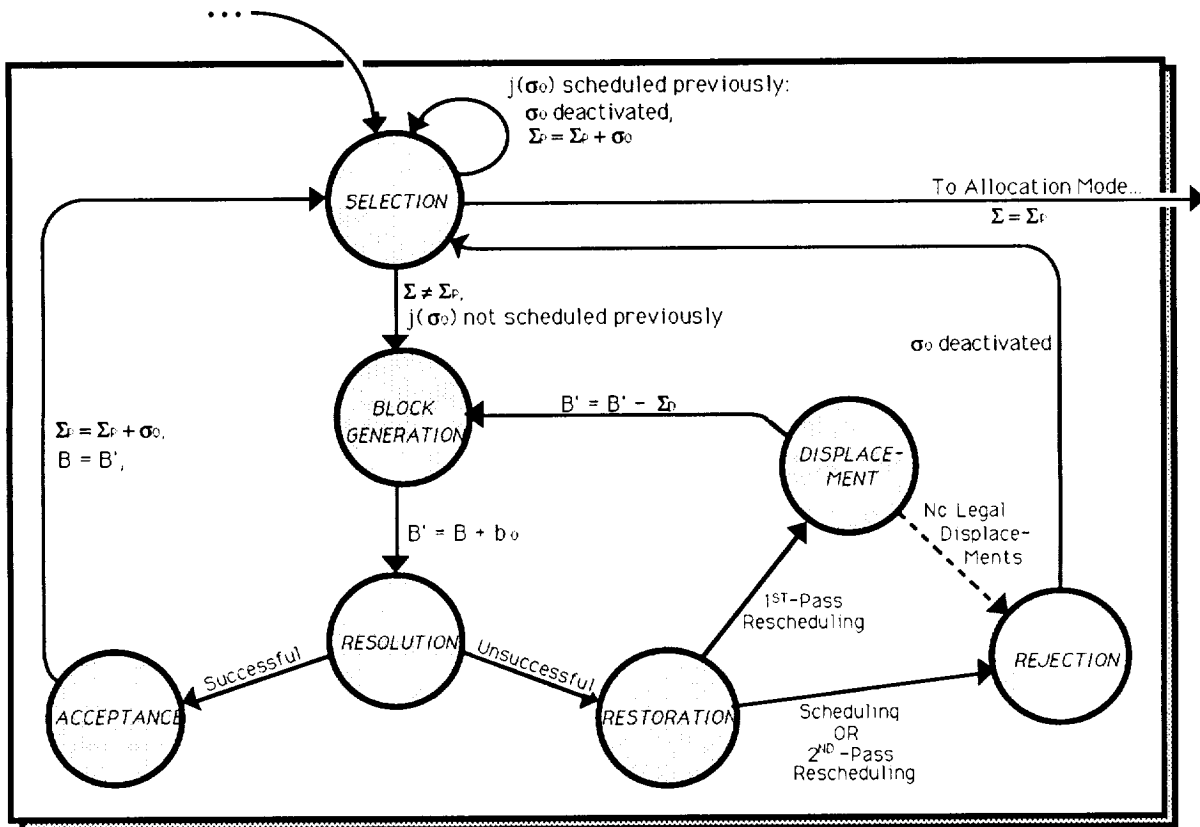 ...
j(σ₀) scheduled previously:
σ₀ deactivated,
Σₚ = Σₚ + σ₀
SELECTION
To Allocation Mode...
Σ = Σₚ
Σ ≠ Σₚ,
j(σ₀) not scheduled previously
σ₀ deactivated
BLOCK
GENERATION
B' = B' - Σ_D
DISPLACE-
MENT
Σₚ = Σₚ + σ₀,
B = B',
B' = B + b₀
Nc Legal
Displace-
Ments
1ST-Pass
Rescheduling
RESOLUTION
Successful
Unsuccessful
REJECTION
ACCEPTANCE
RESTORATION
Scheduling
OR
2ND-Pass
Rescheduling